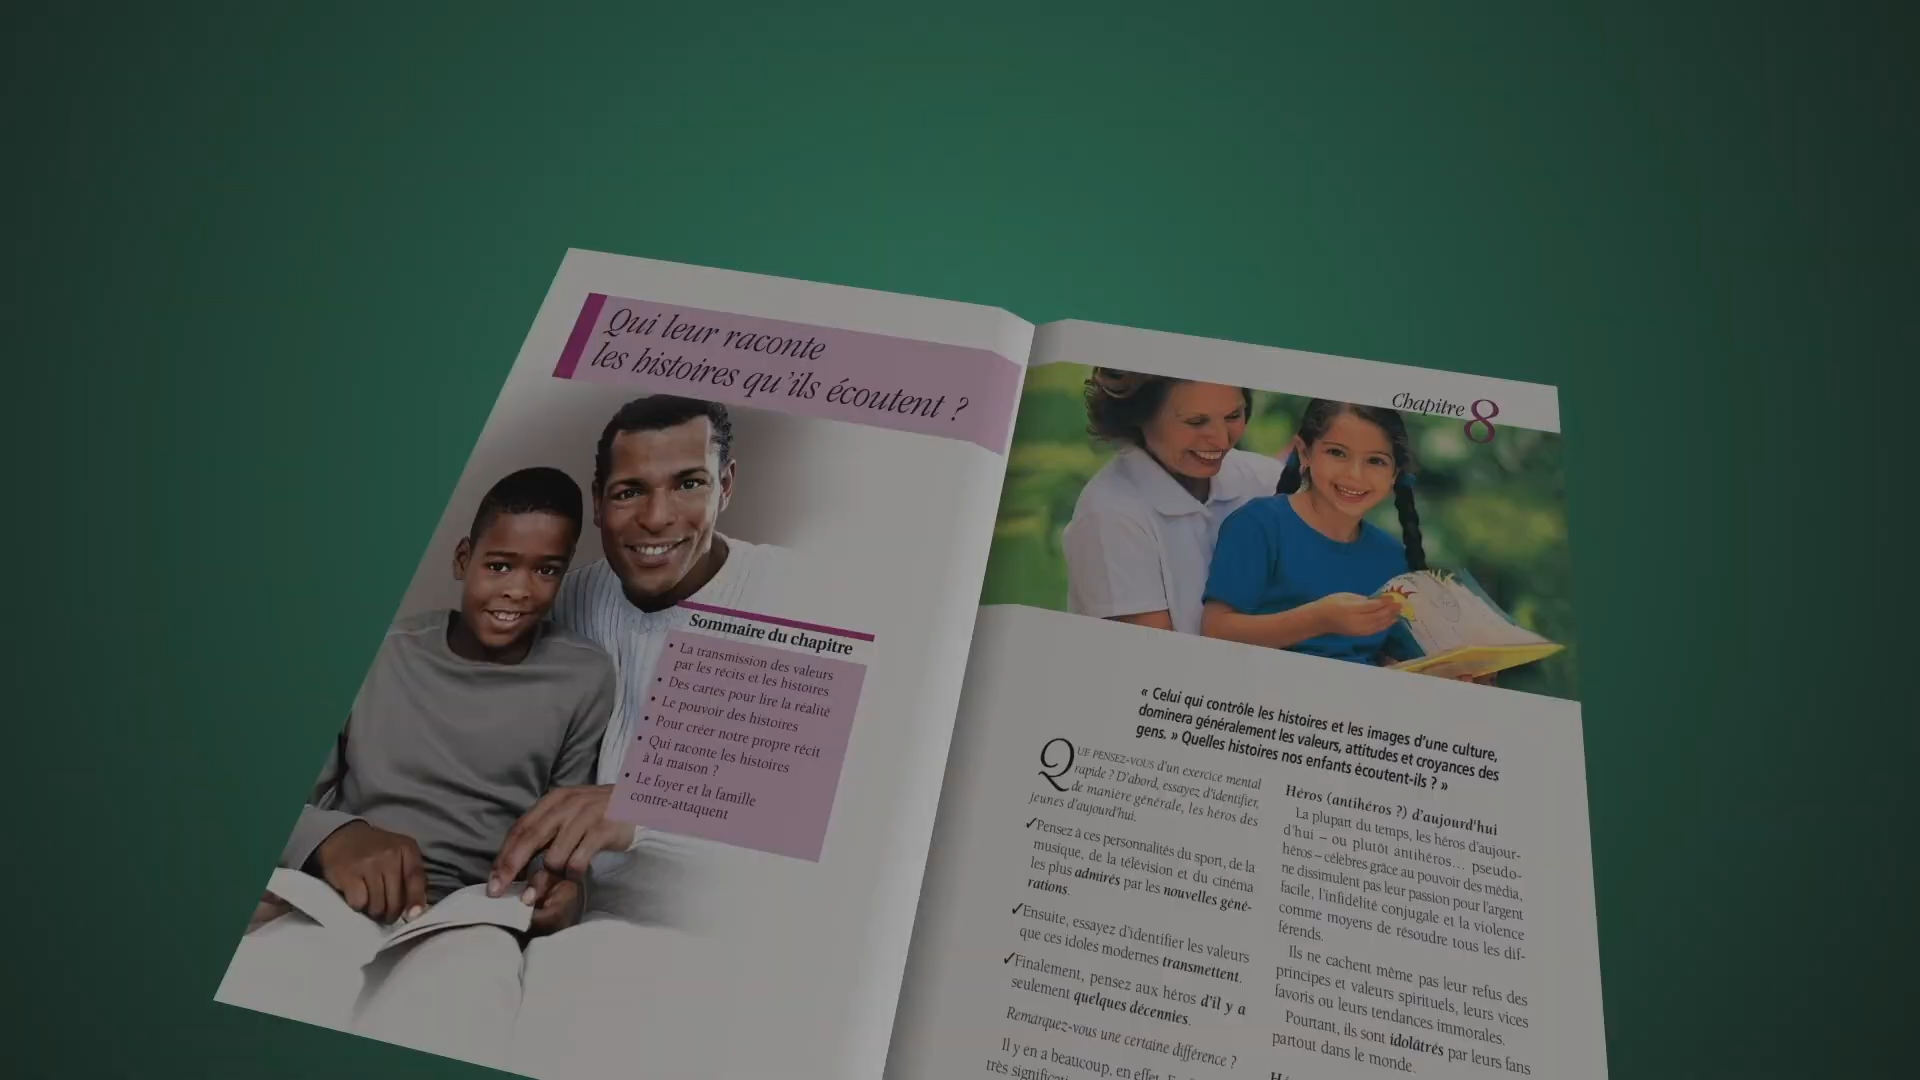 Qui leur raconte
les histoires qu'ils écoutent ?
Sommaire du chapitre
• La transmission des valeurs
par les récits et les histoires
• Des cartes pour lire la réalité
• Le pouvoir des histoires
• Pour créer notre propre récit
• Qui raconte les histoires
à la maison ?
• Le foyer et la famille
contre-attaquent
Chapitre 8
« Celui qui contrôle les histoires et les images d'une culture,
dominera généralement les valeurs, attitudes et croyances des
gens. » Quelles histoires nos enfants écoutent-ils ? »
QUE PENSEZ-VOUS d'un exercice mental
rapide ? D'abord, essayez d'identifier,
de manière générale, les héros des
jeunes d'aujourd'hui.
✓Pensez à ces personnalités du sport, de la
musique, de la télévision et du cinéma
les plus admirés par les nouvelles géné-
rations.
✓Ensuite, essayez d'identifier les valeurs
que ces idoles modernes transmettent.
✓Finalement, pensez aux héros d'il y a
seulement quelques décennies.
Remarquez-vous une certaine différence ?
Il y en a beaucoup, en effet.
très
Héros (antihéros ?) d'aujourd'hui
La plupart du temps, les héros d'aujour-
d'hui – ou plutôt antihéros... pseudo-
héros – célèbres grâce au pouvoir des média,
ne dissimulent pas leur passion pour l'argent
facile, l'infidélité conjugale et la violence
comme moyens de résoudre tous les dif-
férends.
Ils ne cachent même pas leur refus des
principes et valeurs spirituels, leurs vices
favoris ou leurs tendances immorales.
Pourtant, ils sont idolâtrés par leurs fans
partout dans le monde.